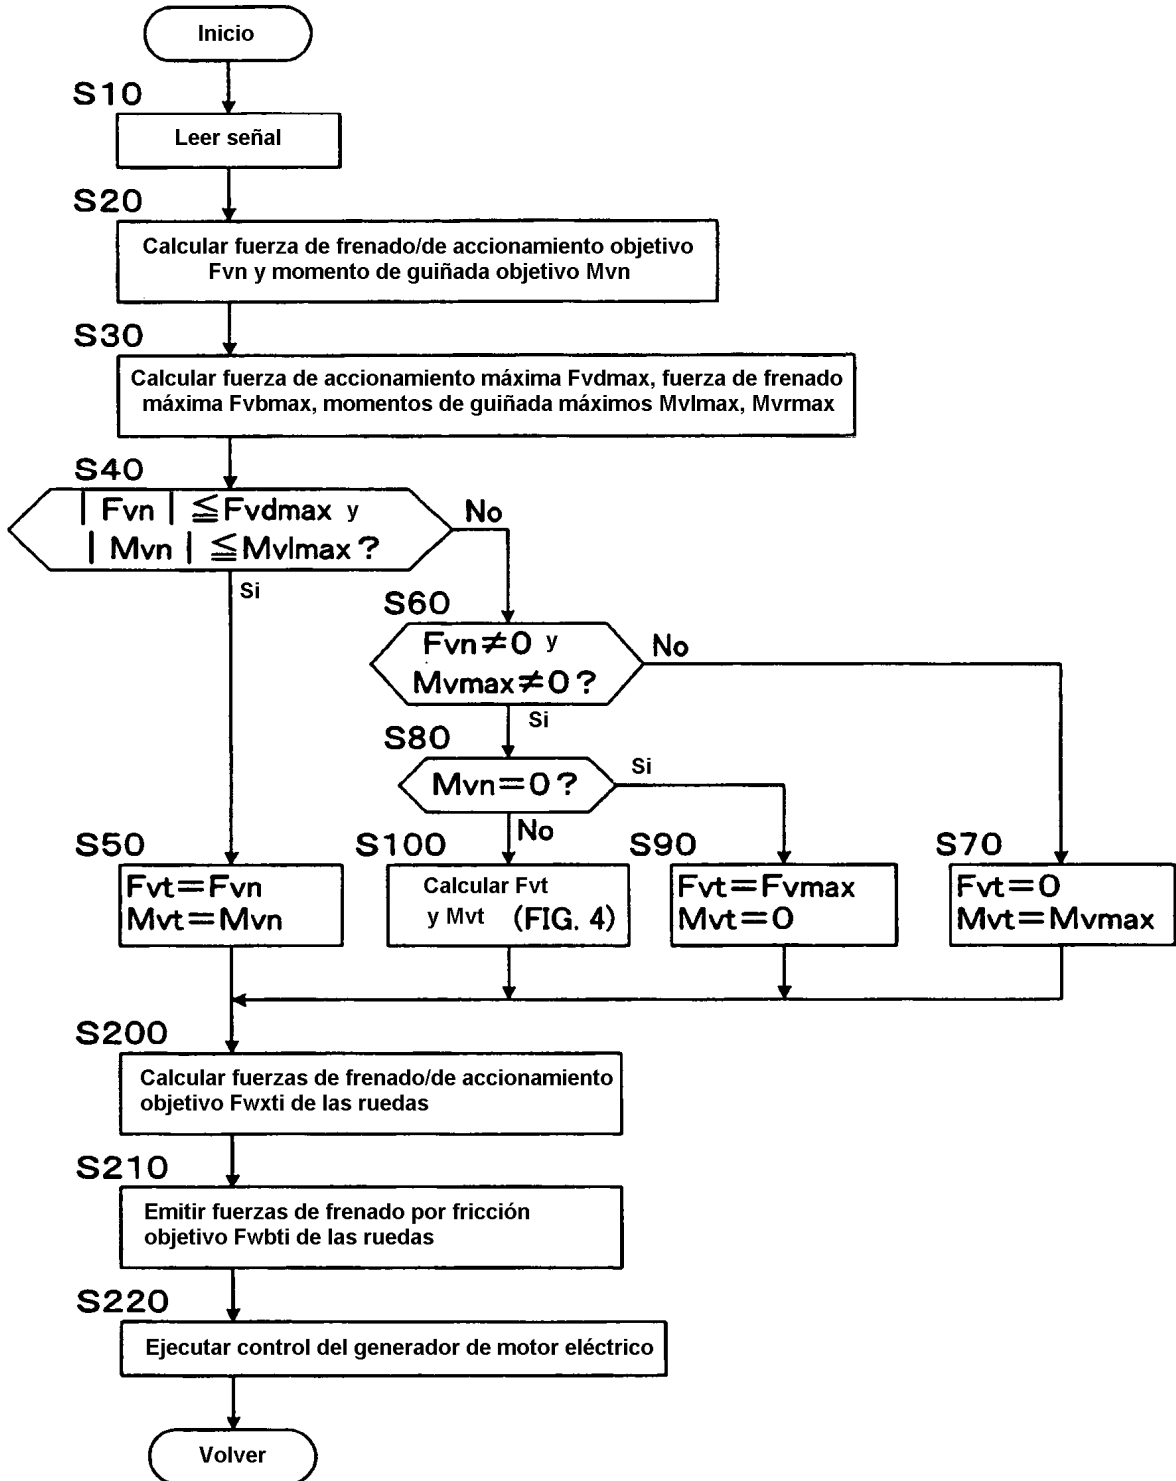 Inicio
S10
Leer señal
S20
Calcular fuerza de frenado/de accionamiento objetivo
Fvn y momento de guiñada objetivo Mvn
S30
Calcular fuerza de accionamiento máxima Fvdmax, fuerza de frenado
máxima Fvbmax, momentos de guiñada máximos Mvlmax, Mvrmax
S40
| Fvn | ≦Fvdmax y
| Mvn | ≦Mvlmax ?
No
Si
S60
Fvn≠0 y
Mvmax≠0 ?
No
Si
S80
Mvn=0 ?
Si
No
S50
Fvt=Fvn
Mvt=Mvn
S100
Calcular Fvt
y Mvt (FIG. 4)
S90
Fvt=Fvmax
Mvt=0
S70
Fvt=0
Mvt=Mvmax
S200
Calcular fuerzas de frenado/de accionamiento
objetivo Fwxti de las ruedas
S210
Emitir fuerzas de frenado por fricción
objetivo Fwbti de las ruedas
S220
Ejecutar control del generador de motor eléctrico
Volver